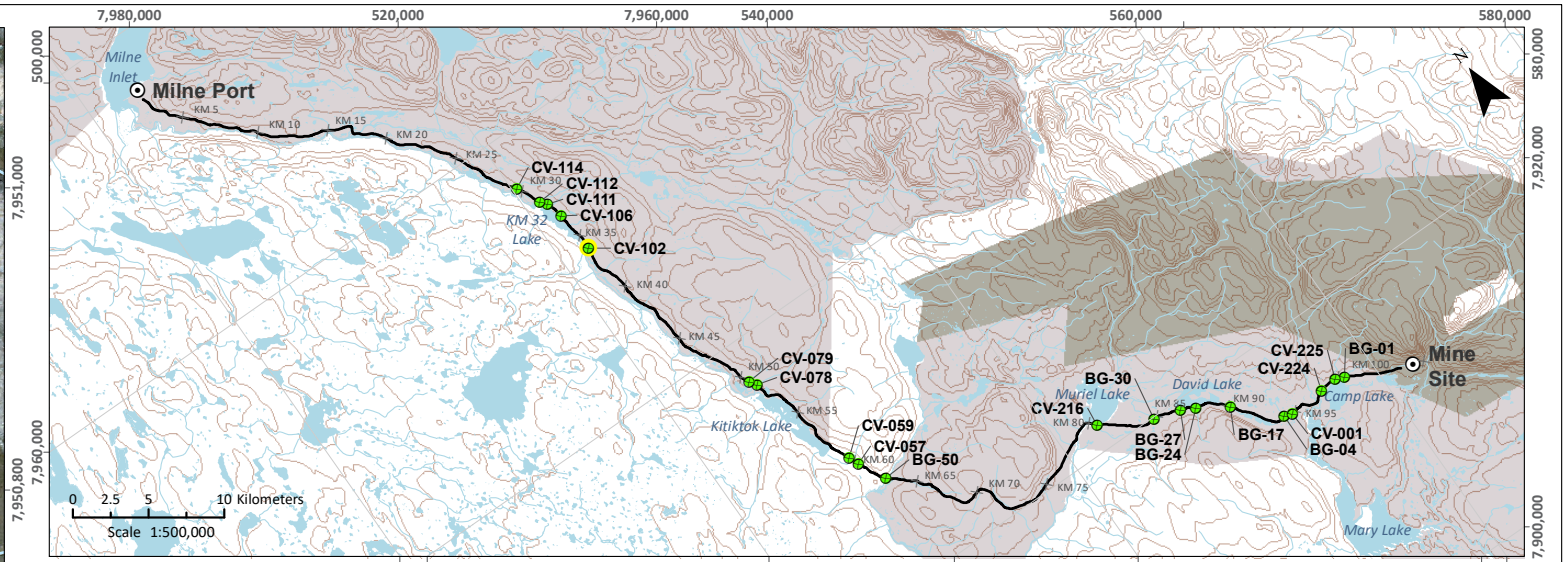 7,980,000
520,000
7,960,000
540,000
560,000
580,000
500,000
7,951,000
7,960,000
7,950,800
580,000
7,920,000
7,900,000
Milne
Inlet
Milne Port
KM 5
KM 10
KM 15
KM 20
KM 25
CV-114
KM 30
CV-112
CV-111
CV-106
KM 32
Lake
KM 35
CV-102
KM 40
KM 45
CV-079
KM 50
CV-078
KM 55
Kitiktok Lake
CV-059
CV-057
KM 60
BG-50
KM 65
KM 70
KM 75
CV-216
KM 80
Muriel Lake
BG-30
KM 85
BG-27
BG-24
David Lake
KM 90
BG-17
KM 95
CV-001
BG-04
CV-225
CV-224
BG-01
KM 100
Camp Lake
Mine
Site
Mary Lake
N
0 2.5 5 10 Kilometers
Scale 1:500,000